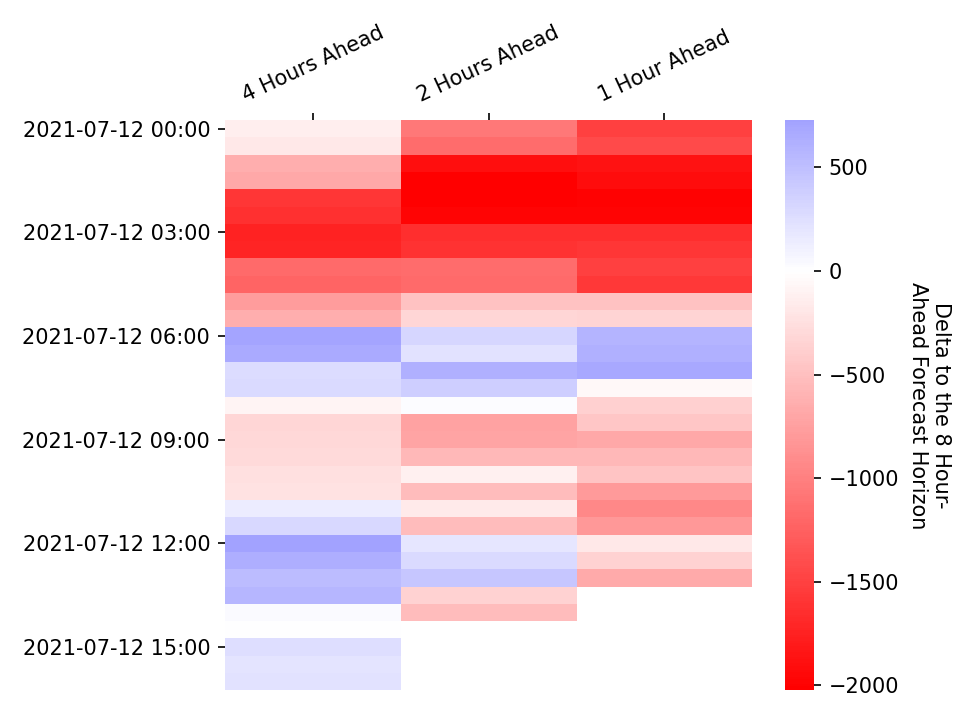 4 Hours Ahead
2 Hours Ahead
1 Hour Ahead
2021-07-12 00:00
2021-07-12 03:00
2021-07-12 06:00
2021-07-12 09:00
2021-07-12 12:00
2021-07-12 15:00
500
0
−500
−1000
−1500
−2000
Delta to the 8 Hour-
Ahead Forecast Horizon